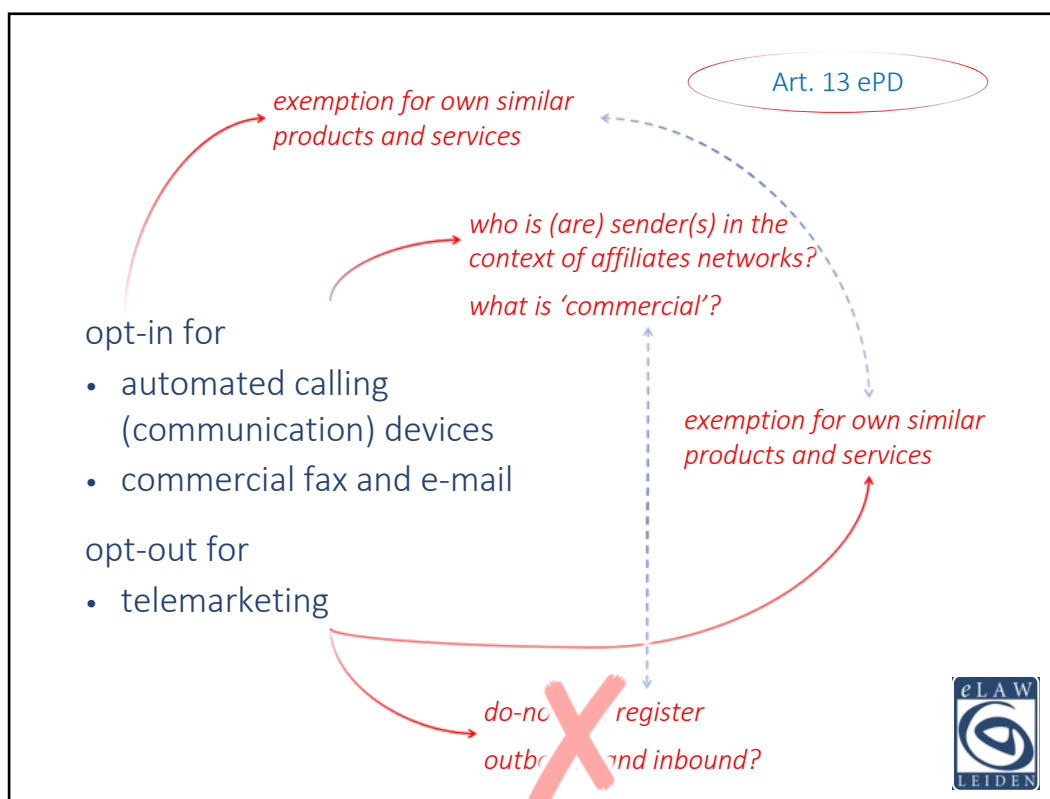 Art. 13 ePD
exemption for own similar
products and services
who is (are) sender(s) in the
context of affiliates networks?
what is ‘commercial’?
opt-in for
• automated calling
(communication) devices
• commercial fax and e-mail
exemption for own similar
products and services
opt-out for
• telemarketing
register
and inbound?
eLAW
LEIDEN